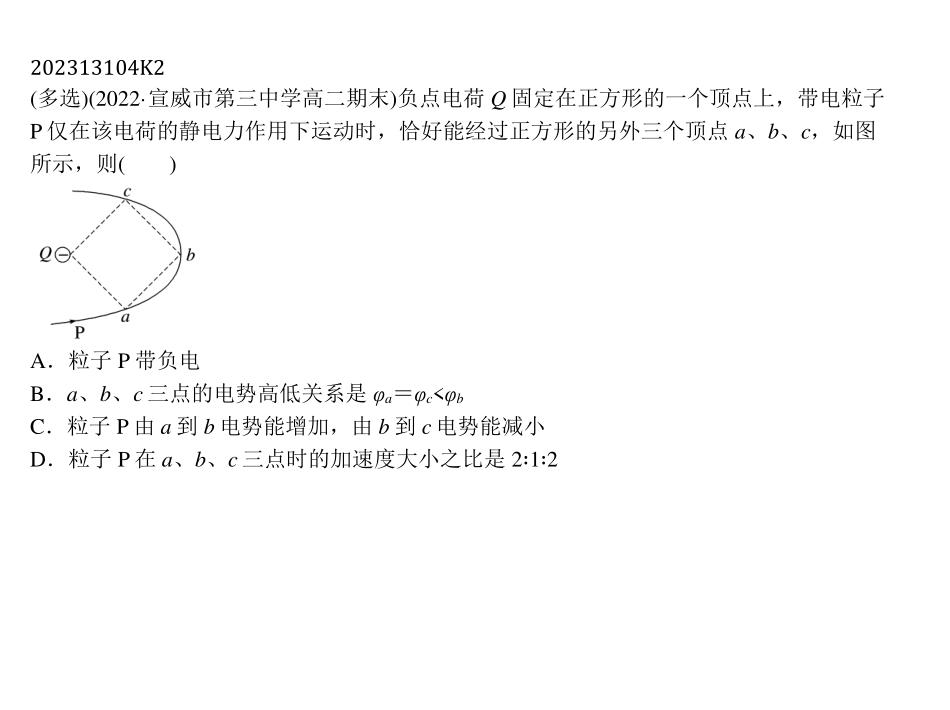 202313104K2
(多选)(2022·宣威市第三中学高二期末)负点电荷 Q 固定在正方形的一个顶点上，带电粒子
P 仅在该电荷的静电力作用下运动时，恰好能经过正方形的另外三个顶点 a、b、c，如图
所示，则(　　)
c
Q
b
a
P
A．粒子 P 带负电
B．a、b、c 三点的电势高低关系是 φa＝φc<φb
C．粒子 P 由 a 到 b 电势能增加，由 b 到 c 电势能减小
D．粒子 P 在 a、b、c 三点时的加速度大小之比是 2∶1∶2